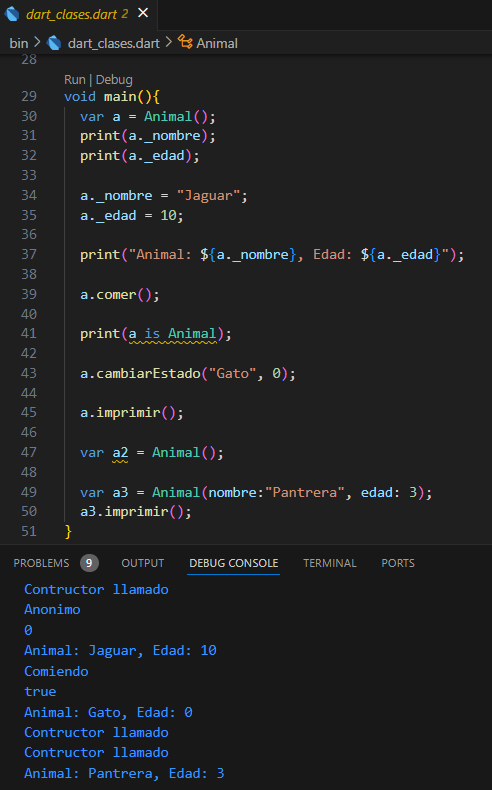 dart_clases.dart 2 ×
bin > dart_clases.dart > Animal
28
Run | Debug
29 void main(){
30   var a = Animal();
31   print(a._nombre);
32   print(a._edad);
33
34   a._nombre = "Jaguar";
35   a._edad = 10;
36
37   print("Animal: ${a._nombre}, Edad: ${a._edad}");
38
39   a.comer();
40
41   print(a is Animal);
42
43   a.cambiarEstado("Gato", 0);
44
45   a.imprimir();
46
47   var a2 = Animal();
48
49   var a3 = Animal(nombre:"Pantrera", edad: 3);
50   a3.imprimir();
51 }
PROBLEMS 9 OUTPUT DEBUG CONSOLE TERMINAL PORTS
Contructor llamado
Anonimo
0
Animal: Jaguar, Edad: 10
Comiendo
true
Animal: Gato, Edad: 0
Contructor llamado
Contructor llamado
Animal: Pantrera, Edad: 3